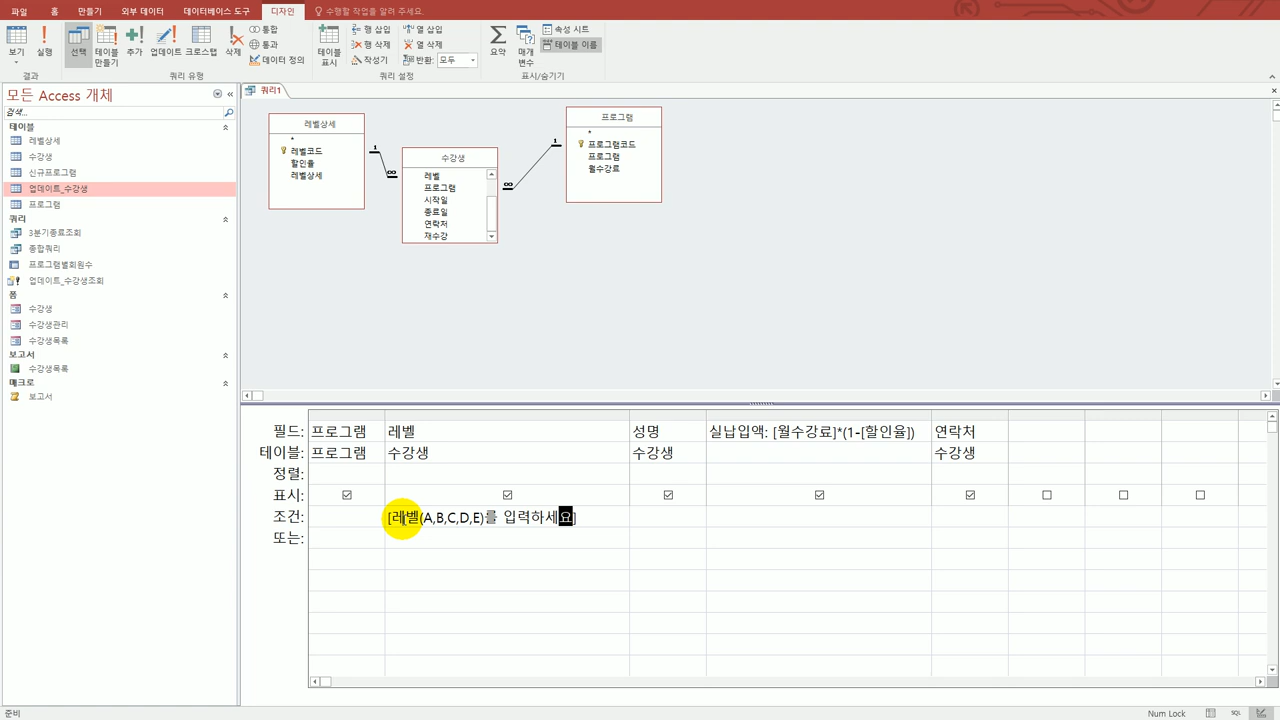 파일 홈 만들기 외부 데이터 데이터베이스 도구 디자인 수행할 작업을 알려 주세요.
보기 실행 선택 테이블 만들기 추가 업데이트 크로스탭 삭제 통합 통과 데이터 정의 테이블 표시 행 삽입 행 삭제 작성기 열 삽입 열 삭제 반환: 모두 요약 매개 변수 속성 시트 테이블 이름
결과 쿼리 유형 쿼리 설정 표시/숨기기
모든 Access 개체
검색...
테이블
레벨상세
수강생
신규프로그램
업데이트_수강생
프로그램
쿼리
3분기종료조회
종합쿼리
프로그램별회원수
업데이트_수강생조회
폼
수강생
수강생관리
수강생목록
보고서
수강생목록
매크로
보고서
쿼리1
레벨상세
*
레벨코드
할인율
레벨상세
1
∞
수강생
레벨
프로그램
시작일
종료일
연락처
재수강
∞
1
프로그램
*
프로그램코드
프로그램
월수강료
필드: 프로그램 레벨 성명 실납입액: [월수강료]*(1-[할인율]) 연락처
테이블: 프로그램 수강생 수강생 수강생
정렬:
표시:
조건: [레벨(A,B,C,D,E)를 입력하세요]
또는:
준비 Num Lock SQL